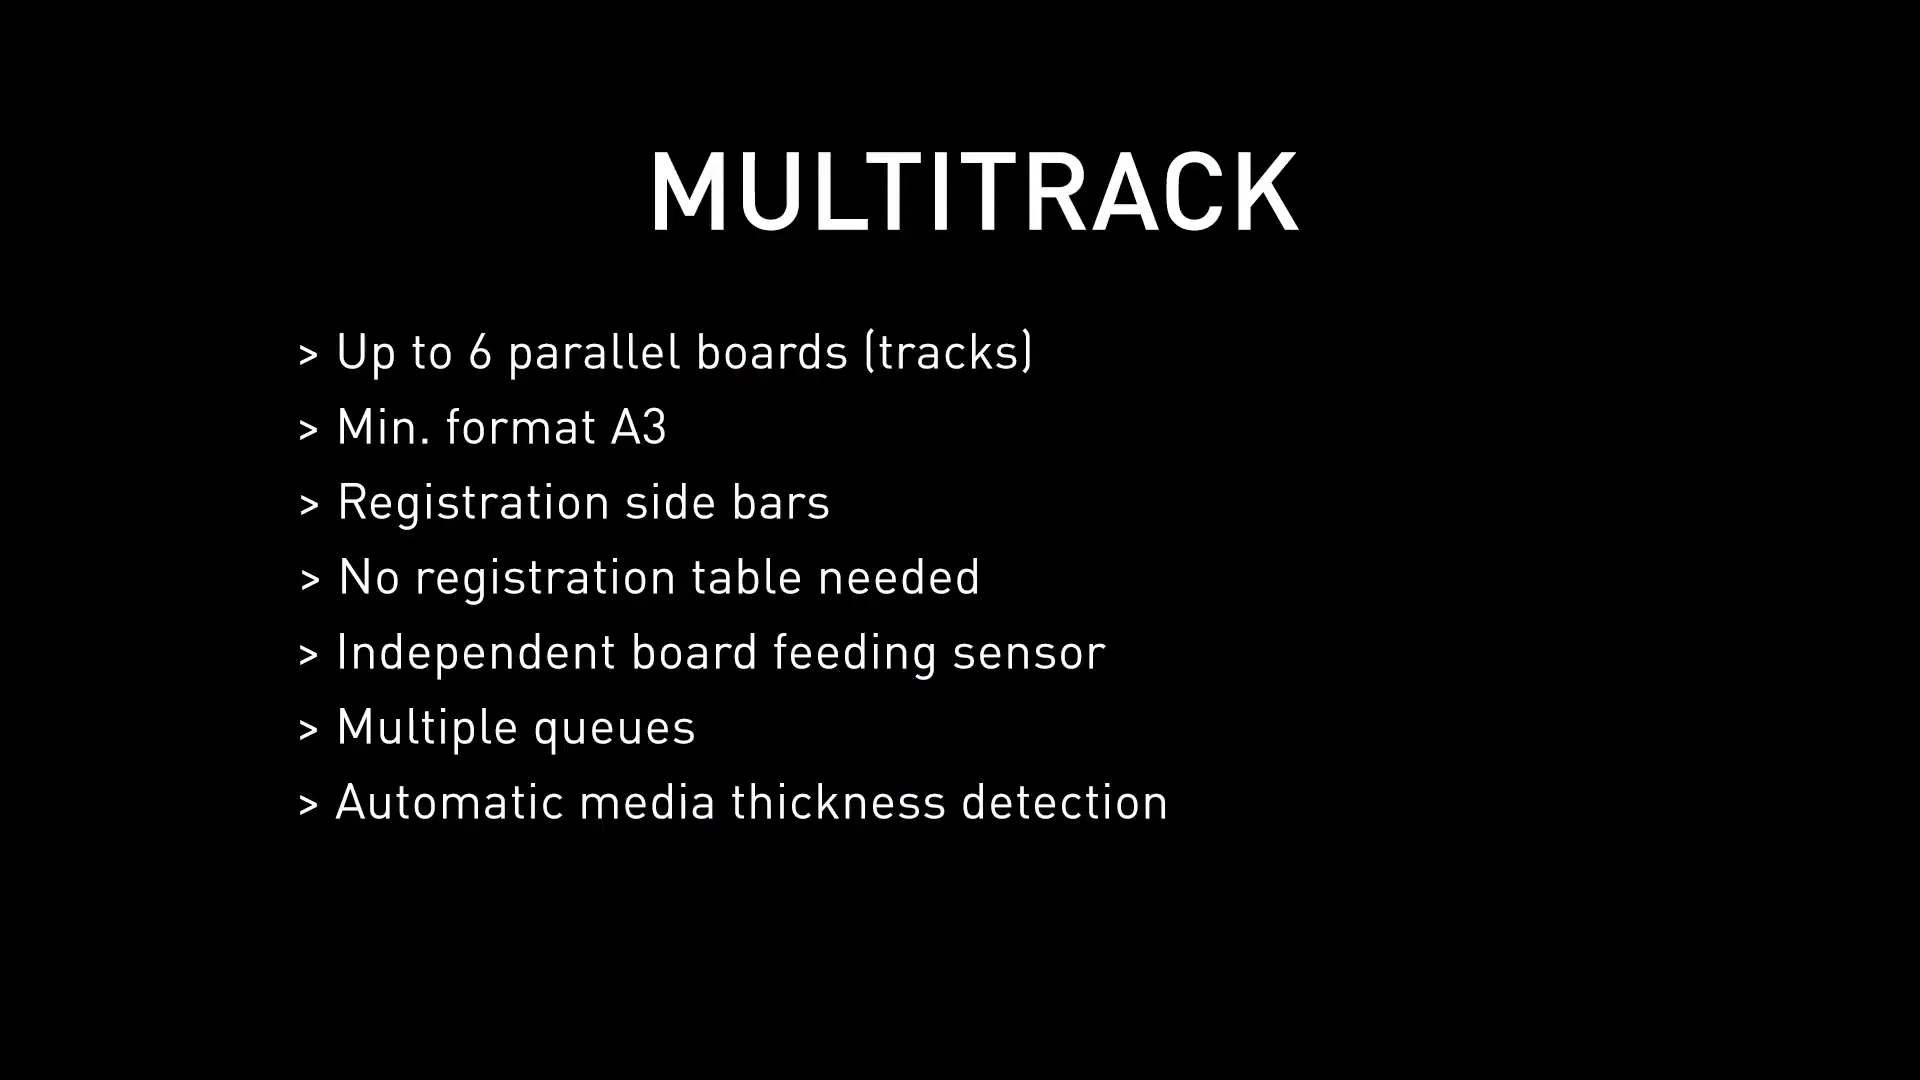 MULTITRACK
> Up to 6 parallel boards (tracks)
> Min. format A3
> Registration side bars
> No registration table needed
> Independent board feeding sensor
> Multiple queues
> Automatic media thickness detection